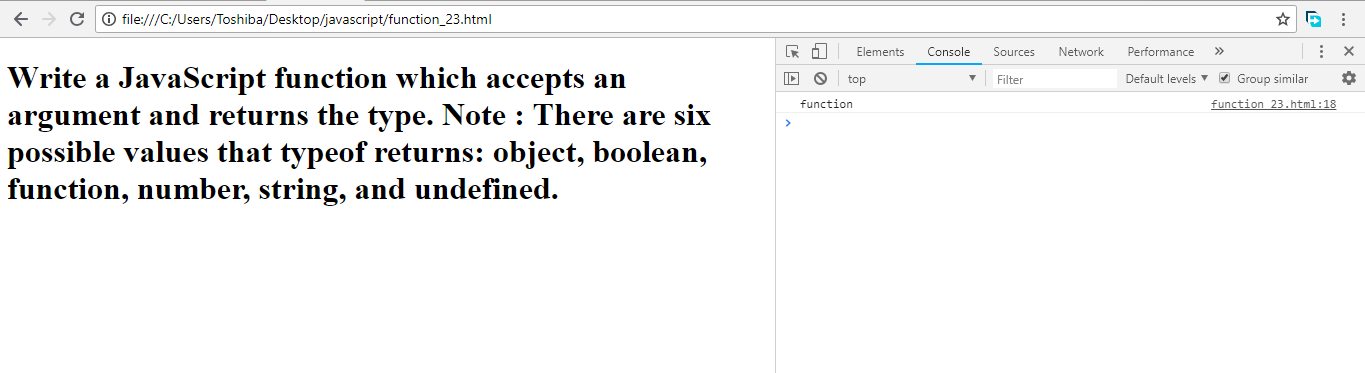 file:///C:/Users/Toshiba/Desktop/javascript/function_23.html
Write a JavaScript function which accepts an
argument and returns the type. Note : There are six
possible values that typeof returns: object, boolean,
function, number, string, and undefined.
Elements Console Sources Network Performance »
top Filter Default levels Group similar
function function 23.html:18